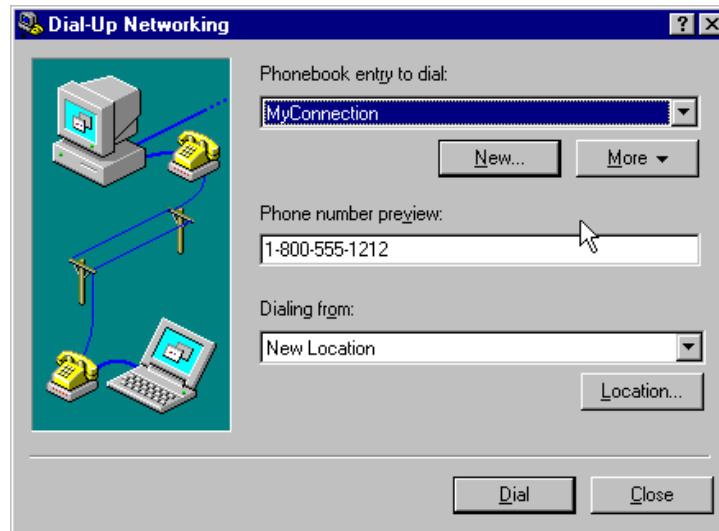 Dial-Up Networking
Phonebook entry to dial:
MyConnection
New... More
Phone number preview:
1-800-555-1212
Dialing from:
New Location
Location...
Dial Close